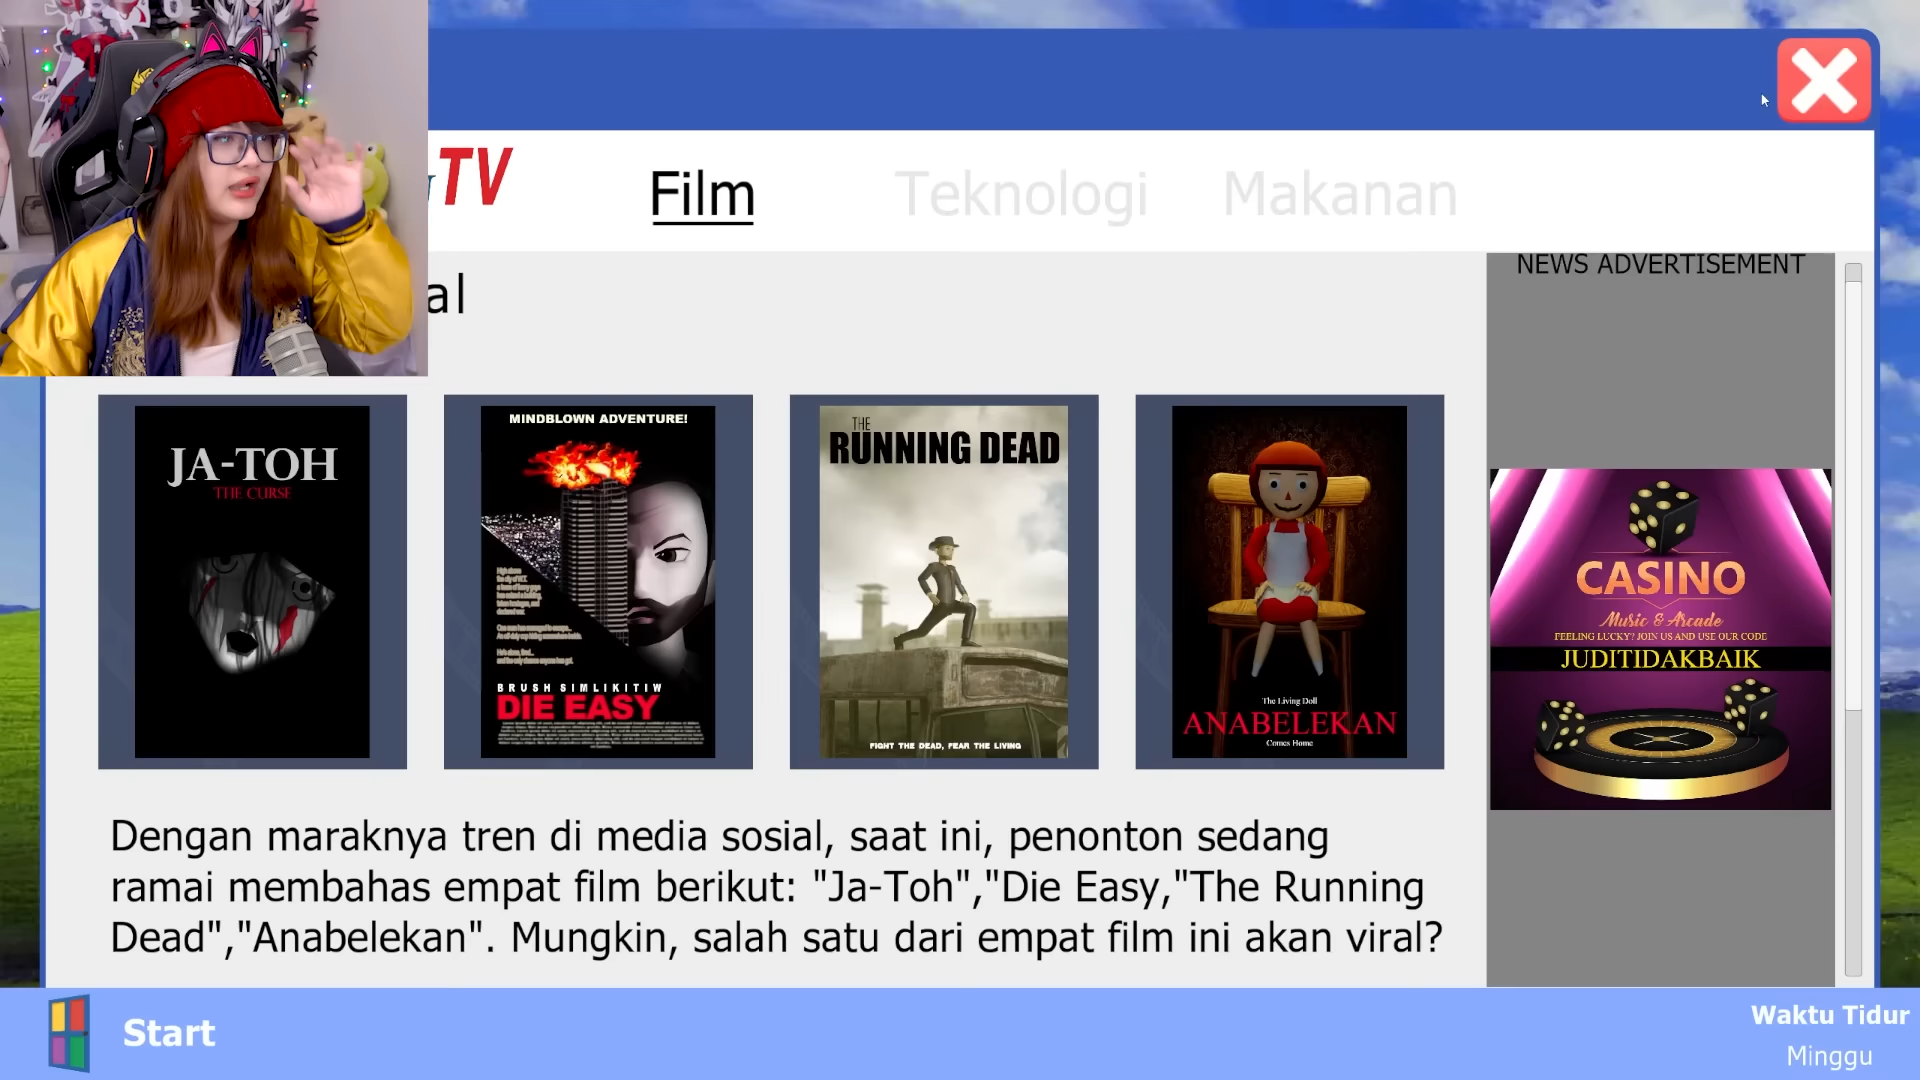 TV
Film
Teknologi
Makanan
al
NEWS ADVERTISEMENT
JA-TOH
THE CURSE
MINDBLOWN ADVENTURE!
BRUSH SIMLIKITIW
DIE EASY
THE
RUNNING DEAD
FIGHT THE DEAD, FEAR THE LIVING
The Living Doll
ANABELEKAN
Comes Home
CASINO
Music & Arcade
FEELING LUCKY? JOIN US AND USE OUR CODE
JUDITIDAKBAIK
Dengan maraknya tren di media sosial, saat ini, penonton sedang
ramai membahas empat film berikut: "Ja-Toh","Die Easy,"The Running
Dead","Anabelekan". Mungkin, salah satu dari empat film ini akan viral?
Start
Waktu Tidur
Minggu